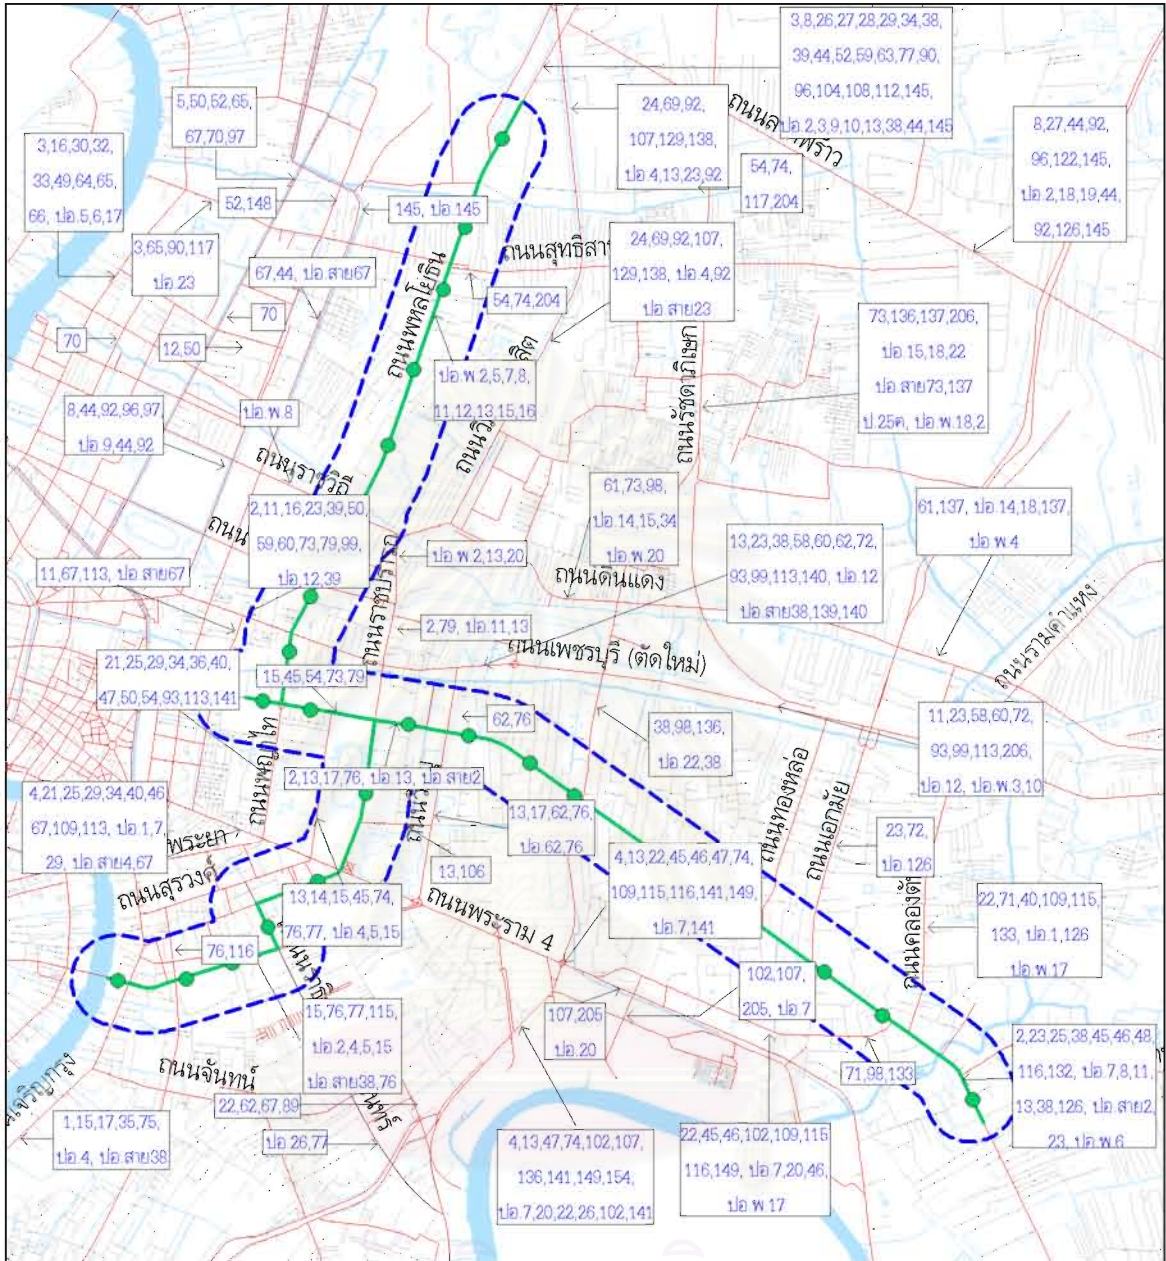 3,8,26,27,28,29,34,38,
39,44,52,59,63,77,90,
96,104,108,112,145,
ปอ.2,3,9,10,13,38,44,145
5,50,52,65,
67,70,97
24,69,92,
107,129,138,
ปอ 4,13,23,92
8,27,44,92,
96,122,145,
ปอ.2,18,19,44,
92,126,145
3,16,30,32,
33,49,64,65,
66, ปอ.5,6,17
54,74,
117,204
52,148
145, ปอ.145
3,65,90,117
ปอ.23
67,44, ปอ.สาย67
ถนนสุทธิสาร
24,69,92,107,
129,138, ปอ.4,92
ปอ สาย23
54,74,204
ถนนพหลโยธิน
70
70
12,50
ถนนรัชดาภิเษก
73,136,137,206,
ปอ.15,18,22
ปอ สาย73,137
ป.25ค, ปอ.พ.18,2
ปอ.พ.2,5,7,8,
11,12,13,15,16
8,44,92,96,97
ปอ.9,44,92
ปอ พ.8
ถนนราชวิถี
2,11,16,23,39,50,
59,60,73,79,99,
ปอ.12,39
61,73,98,
ปอ.14,15,34
ปอ พ.20
61,137, ปอ.14,18,137,
ปอ พ.4
ถนน
ถนนราชปรารภ
ปอ พ 2,13,20
ถนนดินแดง
13,23,38,58,60,62,72,
93,99,113,140, ปอ.12
ปอ.สาย38,139,140
11,67,113, ปอ สาย67
2,79, ปอ.11,13
ถนนเพชรบุรี (ตัดใหม่)
ถนนรามคำแหง
21,25,29,34,36,40,
47,50,54,93,113,141
15,45,54,73,79
62,76
38,98,136,
ปอ.22,38
11,23,58,60,72,
93,99,113,206,
ปอ.12, ปอ.พ.3,10
ถนนพญาไท
2,13,17,76, ปอ.13, ปอ สาย2
ถนนทองหล่อ
ถนนเอกมัย
4,21,25,29,34,40,46
67,109,113, ปอ.1,7,
29, ปอ.สาย4,67
พระยา
13,17,62,76,
ปอ.62,76
23,72,
ปอ.126
ถนนสุรวงศ์
13,106
4,13,22,45,46,47,74,
109,115,116,141,149,
ปอ.7,141
13,14,15,45,74,
76,77, ปอ.4,5,15
ถนนพระราม 4
22,71,40,109,115,
133, ปอ.1,126
ปอ พ.17
76,116
102,107,
205, ปอ.7
15,76,77,115,
ปอ.2,4,5,15
ปอ สาย38,76
107,205
ปอ.20
ถนนจันทน์
71,98,133
2,23,25,38,45,46,48,
116,132, ปอ.7,8,11,
13,38,126, ปอ.สาย2,
23, ปอ.พ.6
22,62,67,89
1,15,17,35,75,
ปอ.4, ปอ.สาย38
ปอ 26,77
4,13,47,74,102,107,
136,141,149,154,
ปอ.7,20,22,26,102,141
22,45,46,102,109,115
116,149, ปอ.7,20,46,
ปอ พ 17